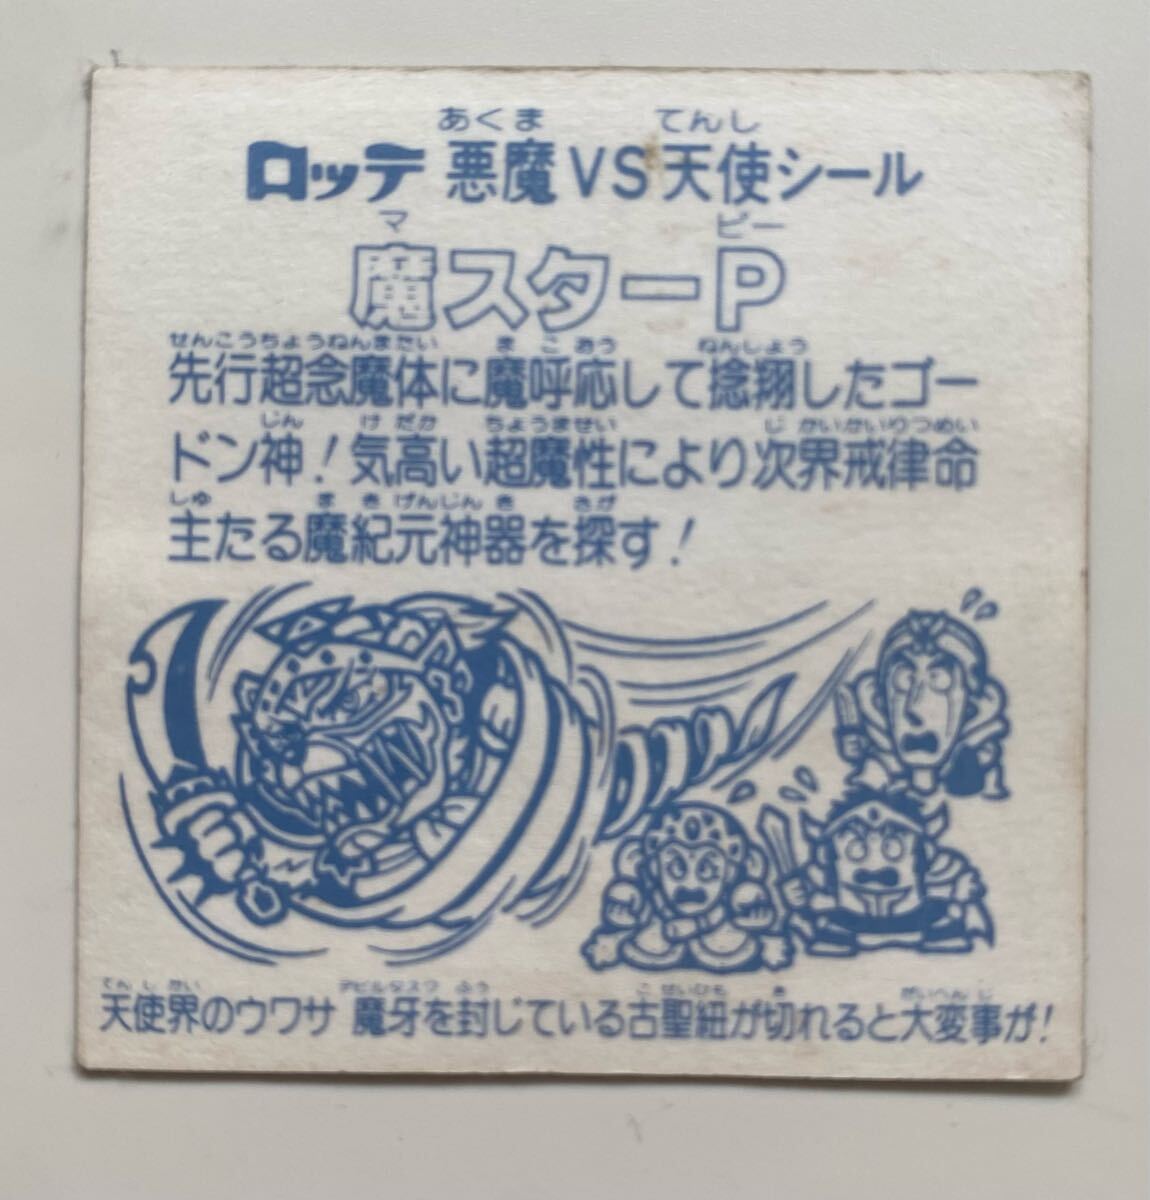 あくま てんし
ロッテ 悪魔VS天使シール
マ ピー
魔スターP
せんこうちょうねんまたい まこおう ねんしょう
先行超念魔体に魔呼応して捻翔したゴー
じん けだか ちょうませい じかいかいりつめい
ドン神！気高い超魔性により次界戒律命
しゅ まきげんじんき さが
主たる魔紀元神器を探す！
てんしかい デビルタスク ふう こせいひも き だいへんじ
天使界のウワサ 魔牙を封じている古聖紐が切れると大変事が！